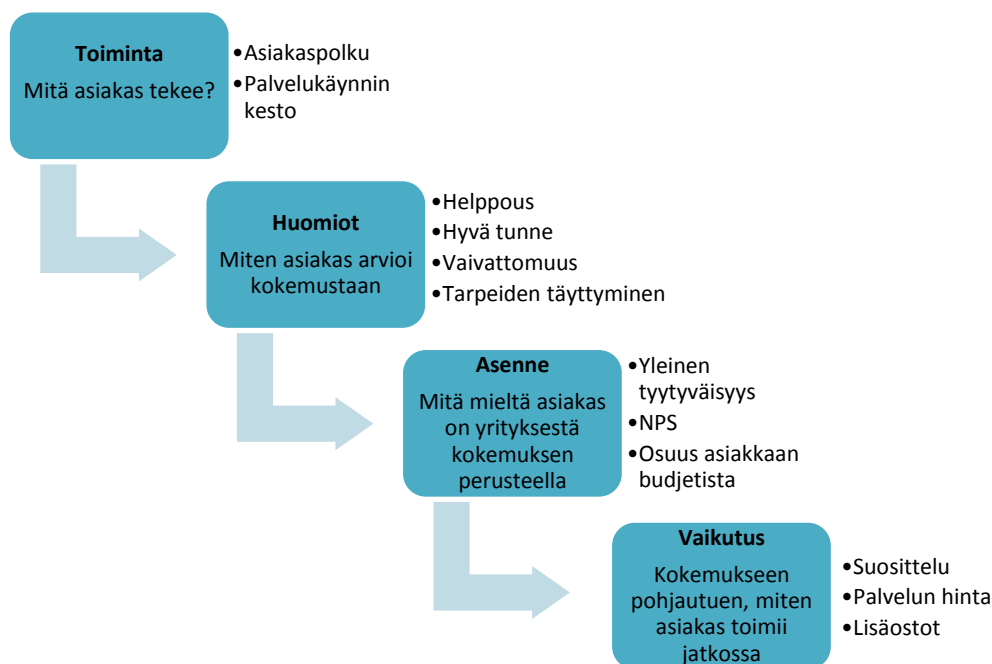 Toiminta
Mitä asiakas tekee?
•Asiakaspolku
•Palvelukäynnin
kesto
Huomiot
Miten asiakas arvioi
kokemustaan
•Helppous
•Hyvä tunne
•Vaivattomuus
•Tarpeiden täyttyminen
Asenne
Mitä mieltä asiakas
on yrityksestä
kokemuksen
perusteella
•Yleinen
tyytyväisyys
•NPS
•Osuus asiakkaan
budjetista
Vaikutus
Kokemukseen
pohjautuen, miten
asiakas toimii
jatkossa
•Suosittelu
•Palvelun hinta
•Lisäostot